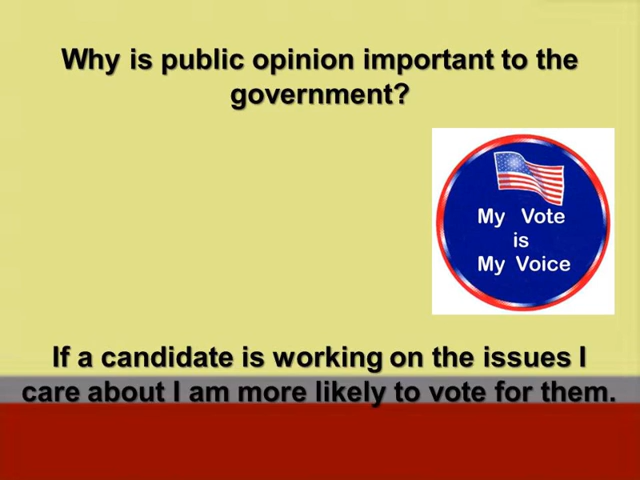 Why is public opinion important to the
government?
My Vote
is
My Voice
If a candidate is working on the issues I
care about I am more likely to vote for them.